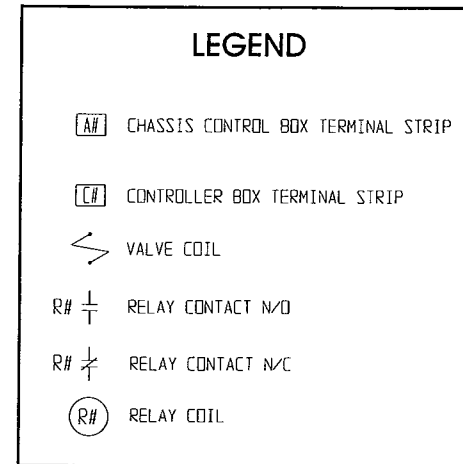 LEGEND
A# CHASSIS CONTROL BOX TERMINAL STRIP
C# CONTROLLER BOX TERMINAL STRIP
VALVE COIL
R# RELAY CONTACT N/O
R# RELAY CONTACT N/C
R# RELAY COIL